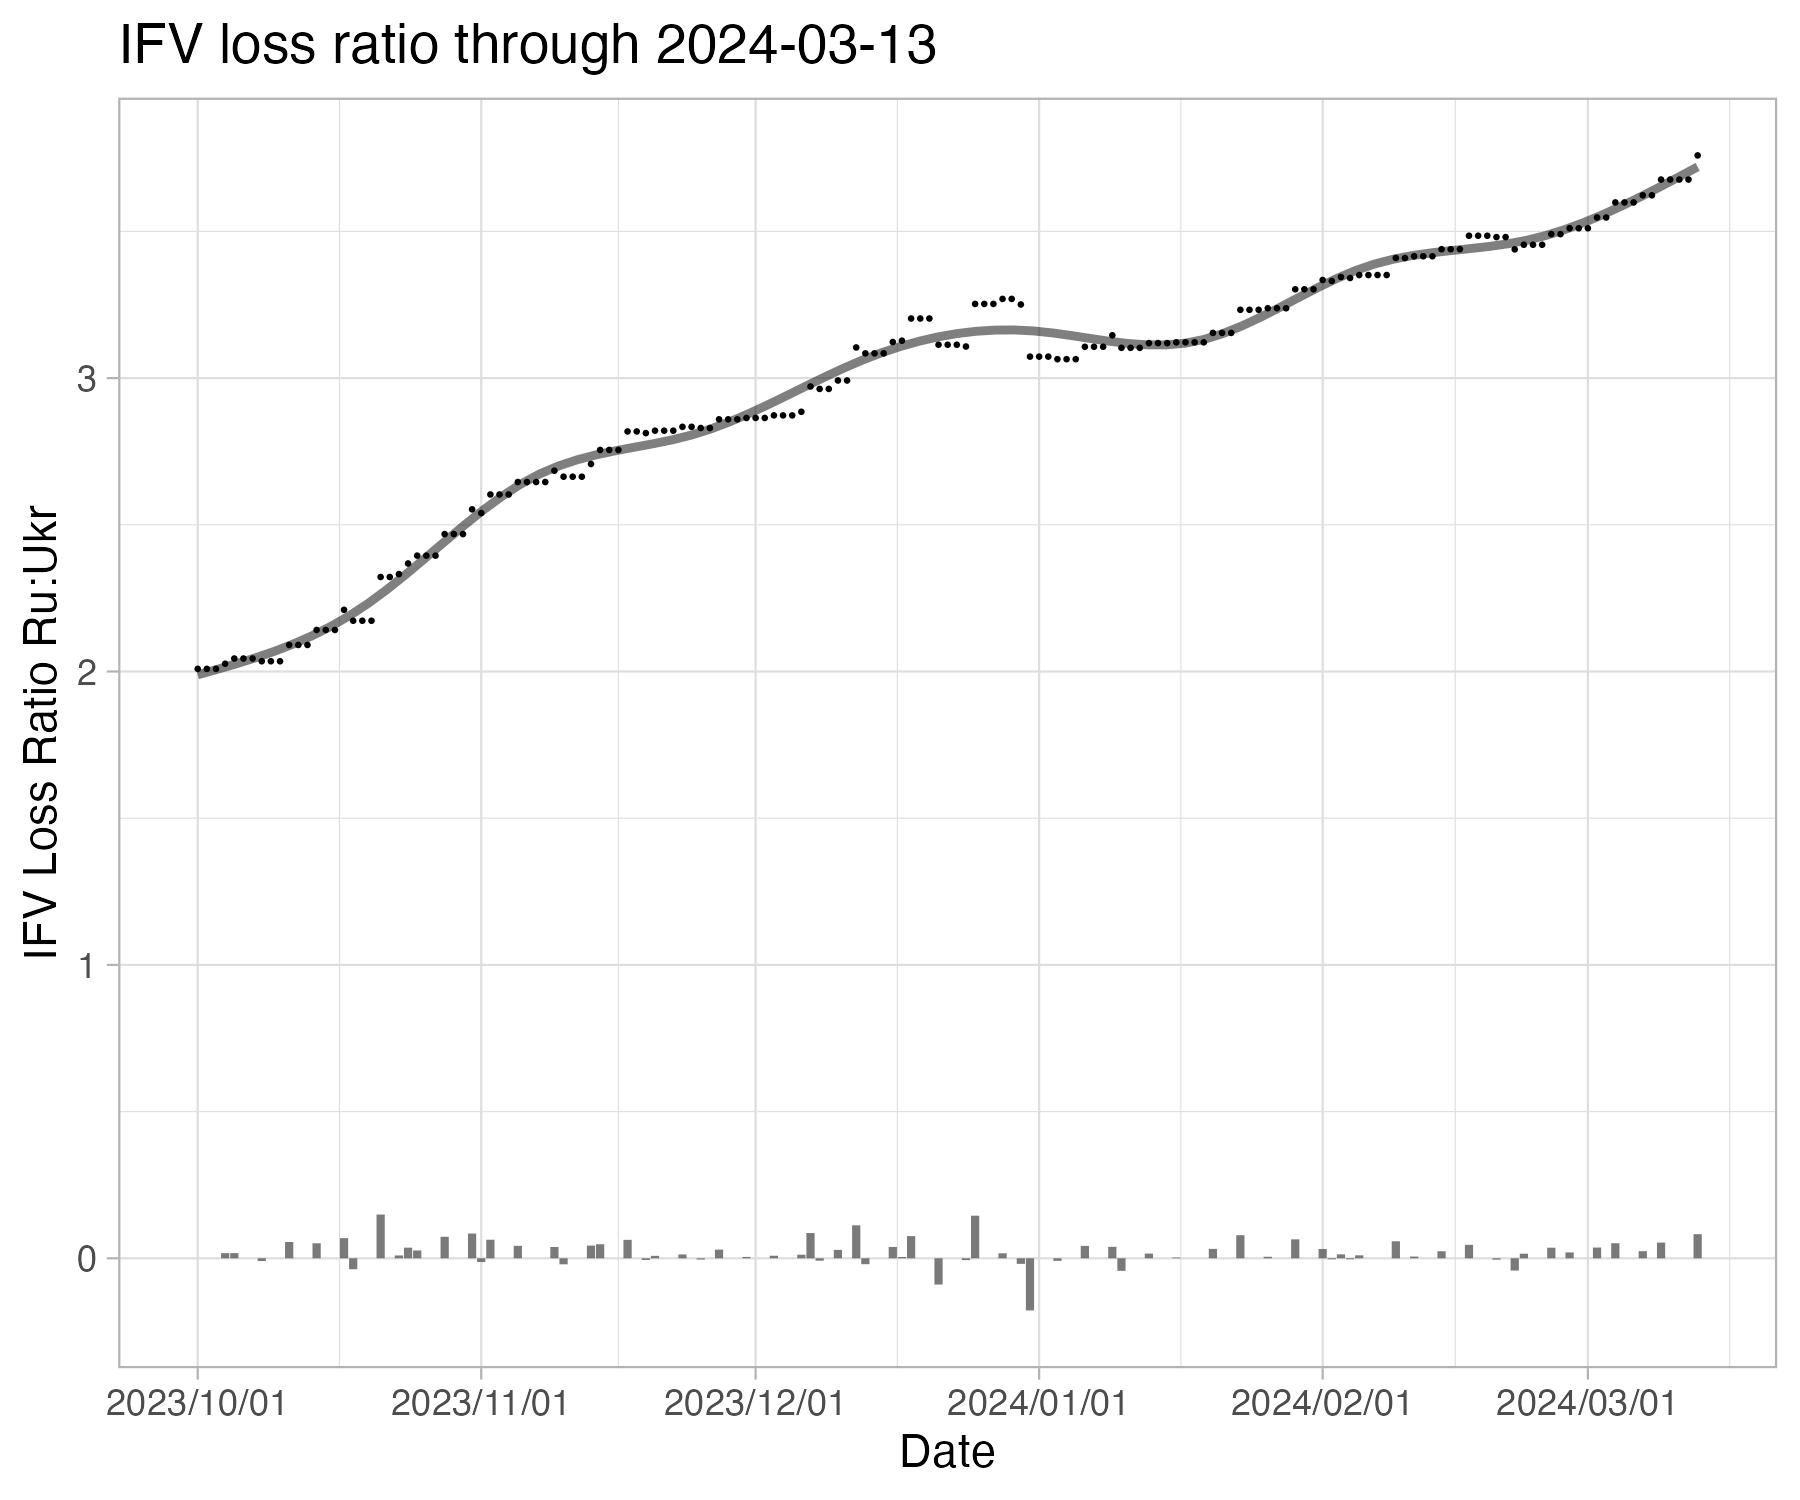 IFV loss ratio through 2024-03-13
IFV Loss Ratio Ru:Ukr
3
2
1
0
2023/10/01 2023/11/01 2023/12/01 2024/01/01 2024/02/01 2024/03/01
Date